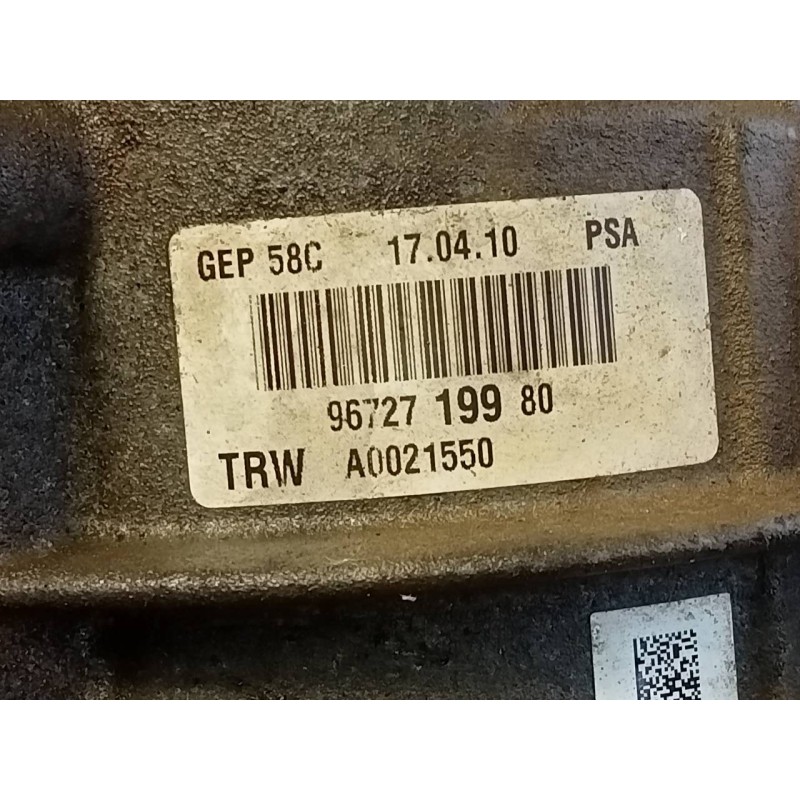 GEP 58C 17.04.10 PSA
96727 199 80
TRW A0021550